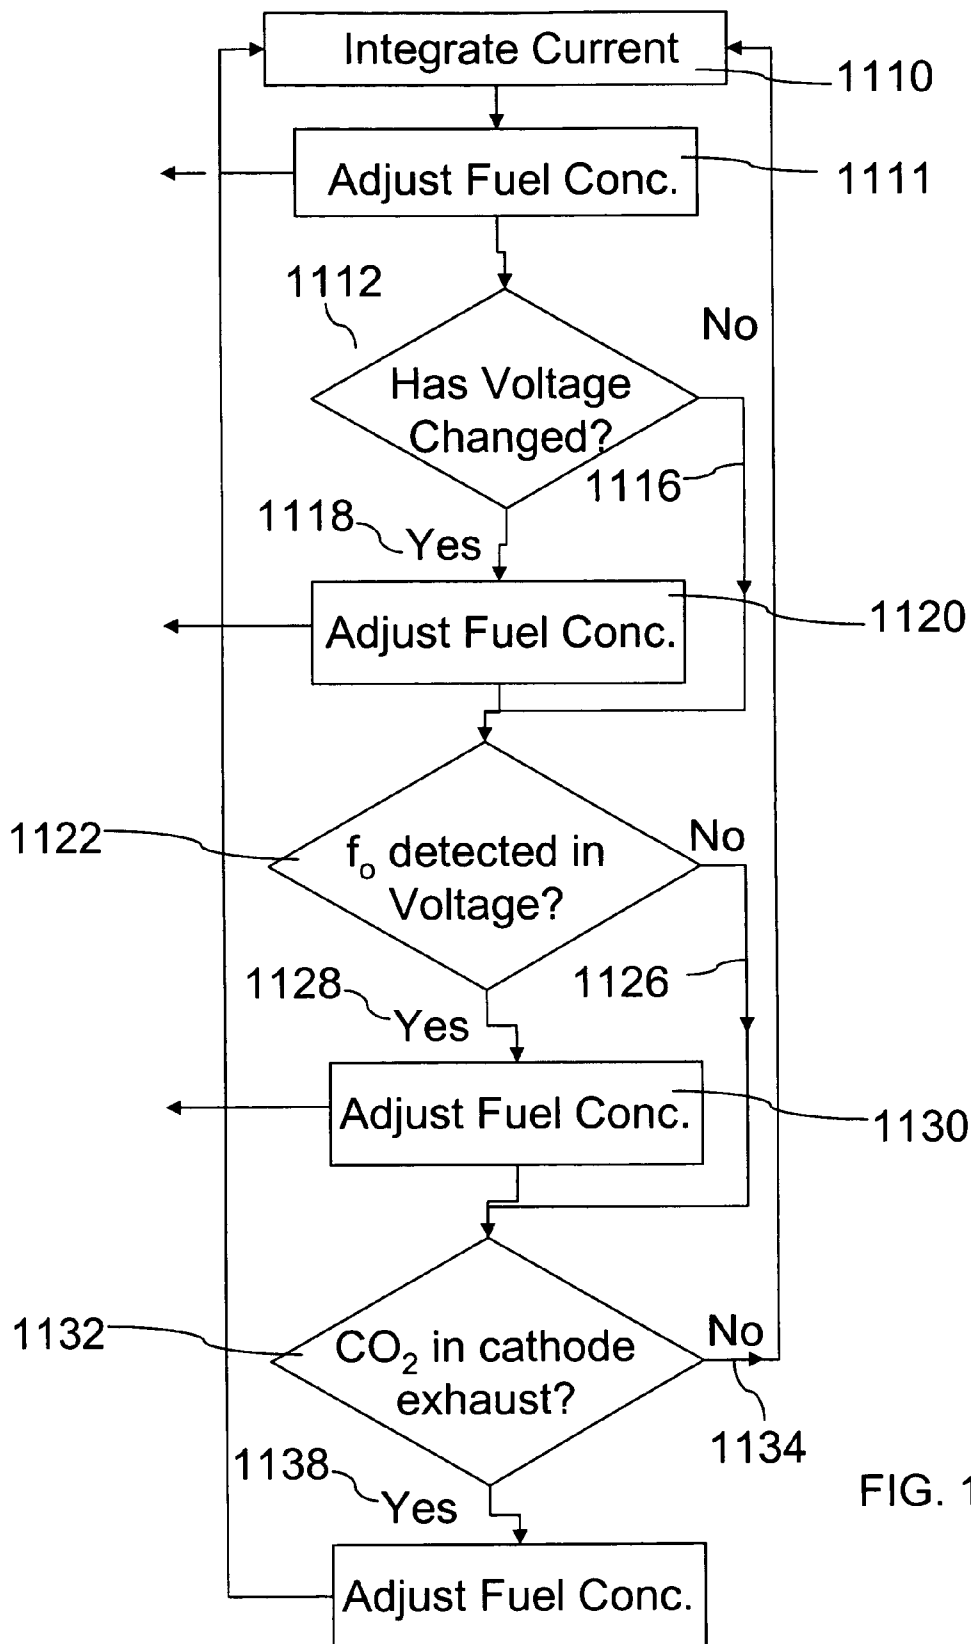 Integrate Current
1110
Adjust Fuel Conc.
1111
1112
No
Has Voltage
Changed?
1116
1118
Yes
Adjust Fuel Conc.
1120
1122
No
fₒ detected in
Voltage?
1126
1128
Yes
Adjust Fuel Conc.
1130
1132
No
CO₂ in cathode
exhaust?
1134
1138
Yes
FIG. 1
Adjust Fuel Conc.